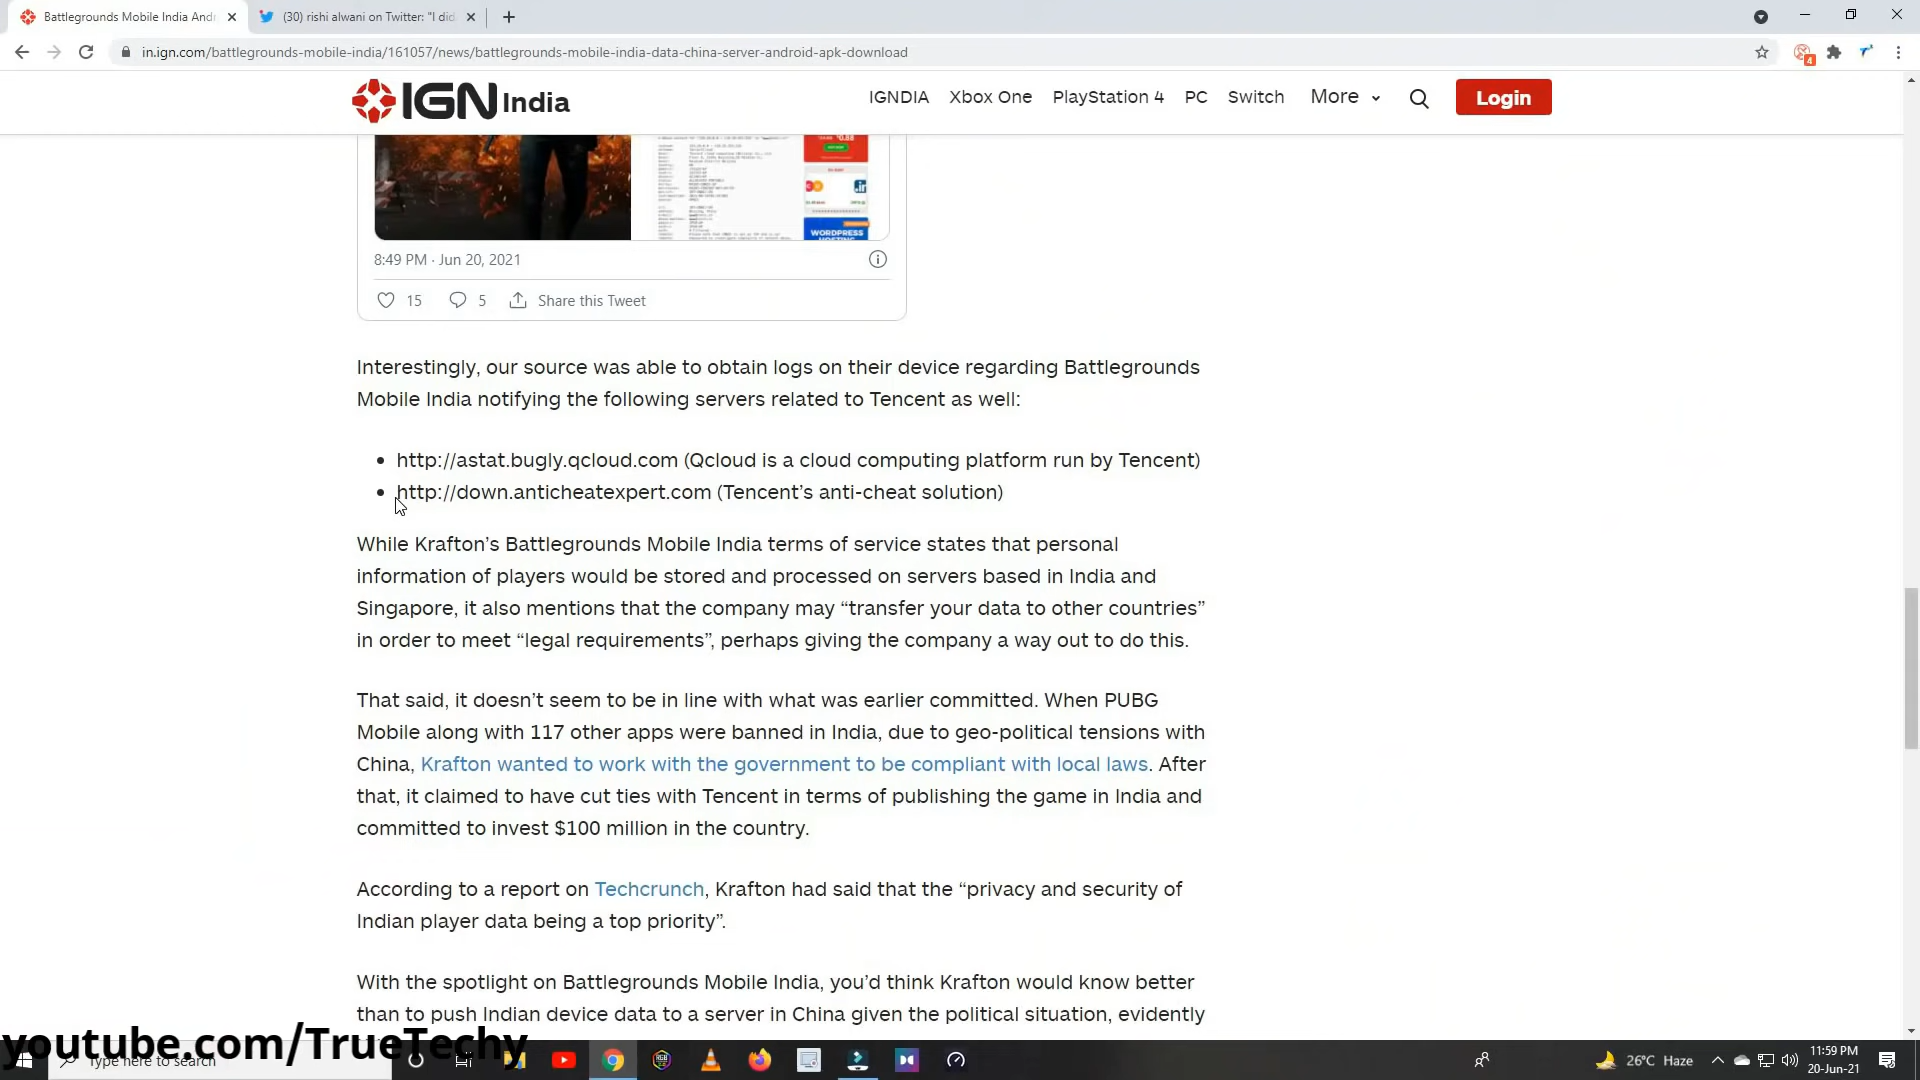 Battlegrounds Mobile India And
(30) rishi alwani on Twitter: "I did
in.ign.com/battlegrounds-mobile-india/161057/news/battlegrounds-mobile-india-data-china-server-android-apk-download
4
IGN India
IGNDIA Xbox One PlayStation 4 PC Switch More Login
WORDPRESS
HOSTING
8:49 PM · Jun 20, 2021
15 5 Share this Tweet
Interestingly, our source was able to obtain logs on their device regarding Battlegrounds
Mobile India notifying the following servers related to Tencent as well:
• http://astat.bugly.qcloud.com (Qcloud is a cloud computing platform run by Tencent)
• http://down.anticheatexpert.com (Tencent’s anti-cheat solution)
While Krafton’s Battlegrounds Mobile India terms of service states that personal
information of players would be stored and processed on servers based in India and
Singapore, it also mentions that the company may “transfer your data to other countries”
in order to meet “legal requirements”, perhaps giving the company a way out to do this.
That said, it doesn’t seem to be in line with what was earlier committed. When PUBG
Mobile along with 117 other apps were banned in India, due to geo-political tensions with
China, Krafton wanted to work with the government to be compliant with local laws. After
that, it claimed to have cut ties with Tencent in terms of publishing the game in India and
committed to invest $100 million in the country.
According to a report on Techcrunch, Krafton had said that the “privacy and security of
Indian player data being a top priority”.
With the spotlight on Battlegrounds Mobile India, you’d think Krafton would know better
than to push Indian device data to a server in China given the political situation, evidently
youtube.com/TrueTechy
Type here to search
26°C Haze
11:59 PM
20-Jun-21